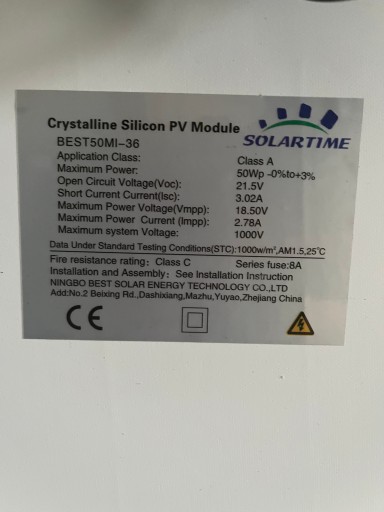 SOLARTIME
Crystalline Silicon PV Module
BEST50MI-36
Application Class: Class A
Maximum Power: 50Wp -0%to+3%
Open Circuit Voltage(Voc): 21.5V
Short Current Current(Isc): 3.02A
Maximum Power Voltage(Vmpp): 18.50V
Maximum Power Current (Impp): 2.78A
Maximum system Voltage: 1000V
Data Under Standard Testing Conditions(STC):1000w/m²,AM1.5,25℃
Fire resistance rating: Class C Series fuse:8A
Installation and Assembly: See Installation Instruction
NINGBO BEST SOLAR ENERGY TECHNOLOGY CO.,LTD
Add:No.2 Beixing Rd.,Dashixiang,Mazhu,Yuyao,Zhejiang China
CE